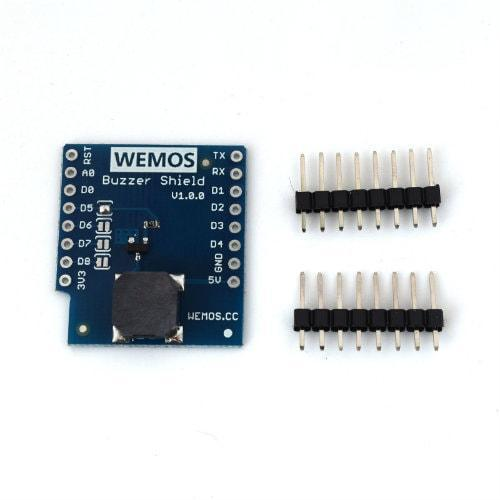 WEMOS
Buzzer Shield
V1.0.0
RST
A0
D0
D5
D6
D7
D8
3V3
TX
RX
D1
D2
D3
D4
GND
5V
WEMOS.CC